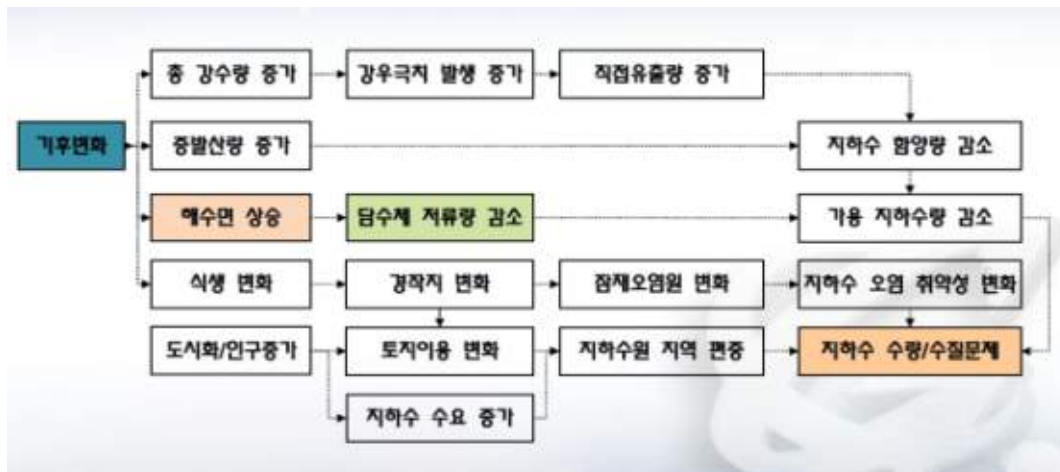 총 강수량 증가
강우극치 발생 증가
직접유출량 증가
기후변화
증발산량 증가
지하수 함양량 감소
해수면 상승
담수체 저류량 감소
가용 지하수량 감소
식생 변화
경작지 변화
잠재오염원 변화
지하수 오염 취약성 변화
도시화/인구증가
토지이용 변화
지하수원 지역 편중
지하수 수량/수질문제
지하수 수요 증가